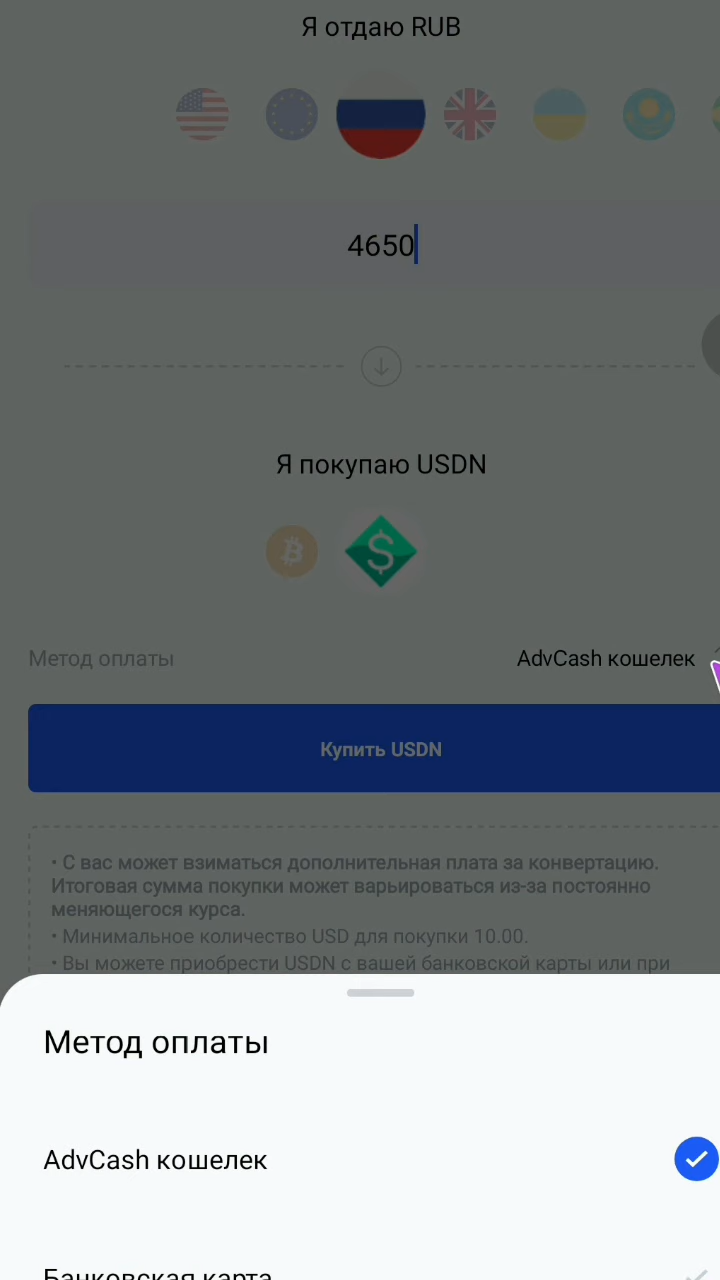 Я отдаю RUB
4650
Я покупаю USDN
Метод оплаты
AdvCash кошелек
Купить USDN
• С вас может взиматься дополнительная плата за конвертацию.
Итоговая сумма покупки может варьироваться из-за постоянно
меняющегося курса.
• Минимальное количество USD для покупки 10.00.
• Вы можете приобрести USDN с вашей банковской карты или при
Метод оплаты
AdvCash кошелек
Банковская карта